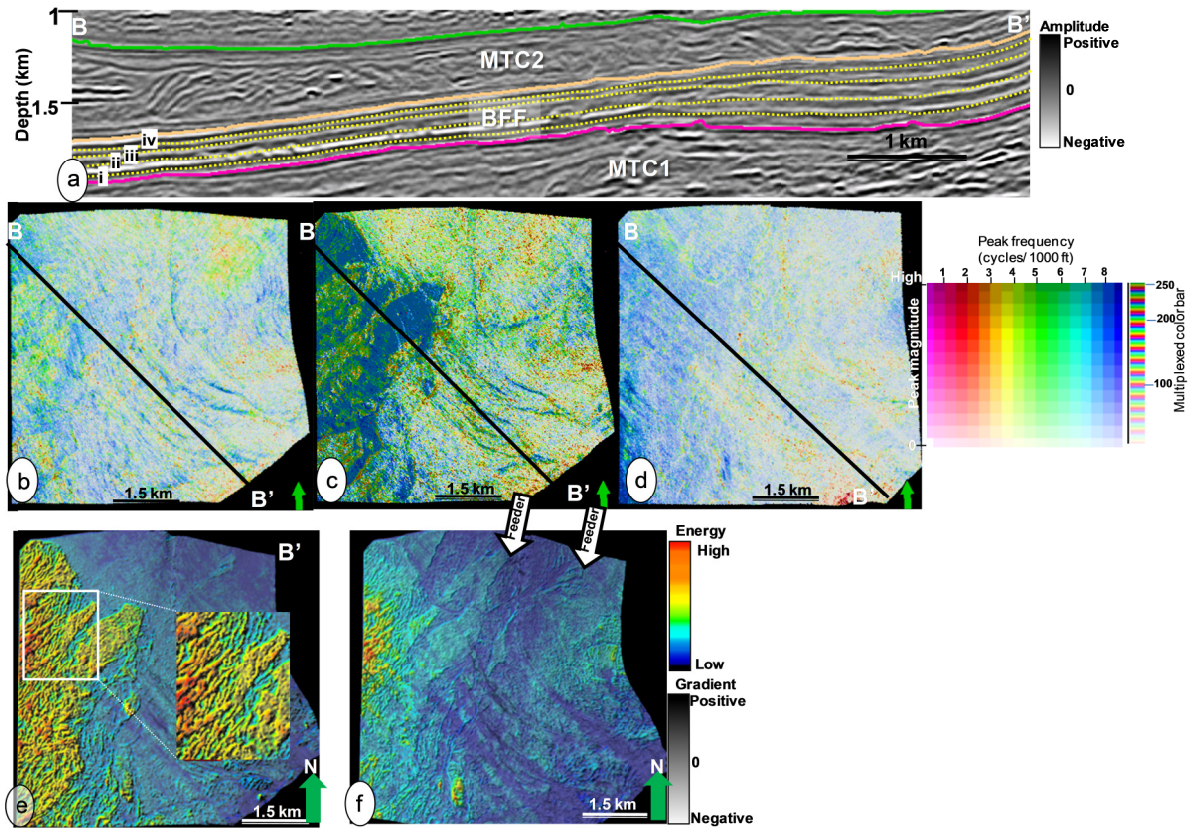 1
B
B'
Amplitude
Positive
0
Negative
Depth (km)
MTC2
1.5
BFF
iv
iii
ii
i
1 km
MTC1
a
B
B
B
Peak frequency
(cycles/ 1000 ft)
1 2 3 4 5 6 7 8
High
Peak magnitude
0
250
200
100
Multiplexed colorbar
b
1.5 km
B'
c
1.5 km
B'
d
1.5 km
B
Feeder
Feeder
B'
Energy
High
Low
Gradient
Positive
0
Negative
e
N
1.5 km
f
N
1.5 km